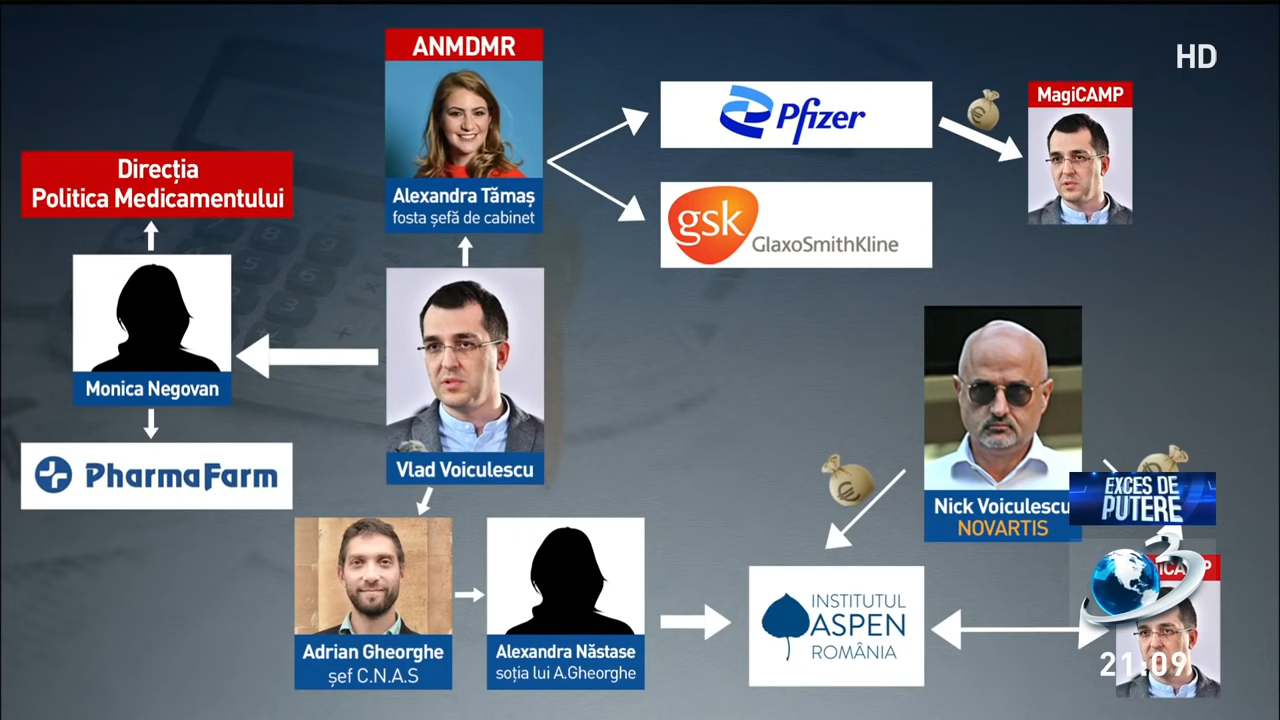 HD
ANMDMR
Alexandra Tămaș
fosta șefă de cabinet
Pfizer
MagiCAMP
Direcția
Politica Medicamentului
gsk
GlaxoSmithKline
Monica Negovan
PharmaFarm
Vlad Voiculescu
Nick Voiculescu
NOVARTIS
EXCES DE
PUTERE
3
Adrian Gheorghe
șef C.N.A.S
Alexandra Năstase
soția lui A.Gheorghe
INSTITUTUL
ASPEN
ROMÂNIA
21:09